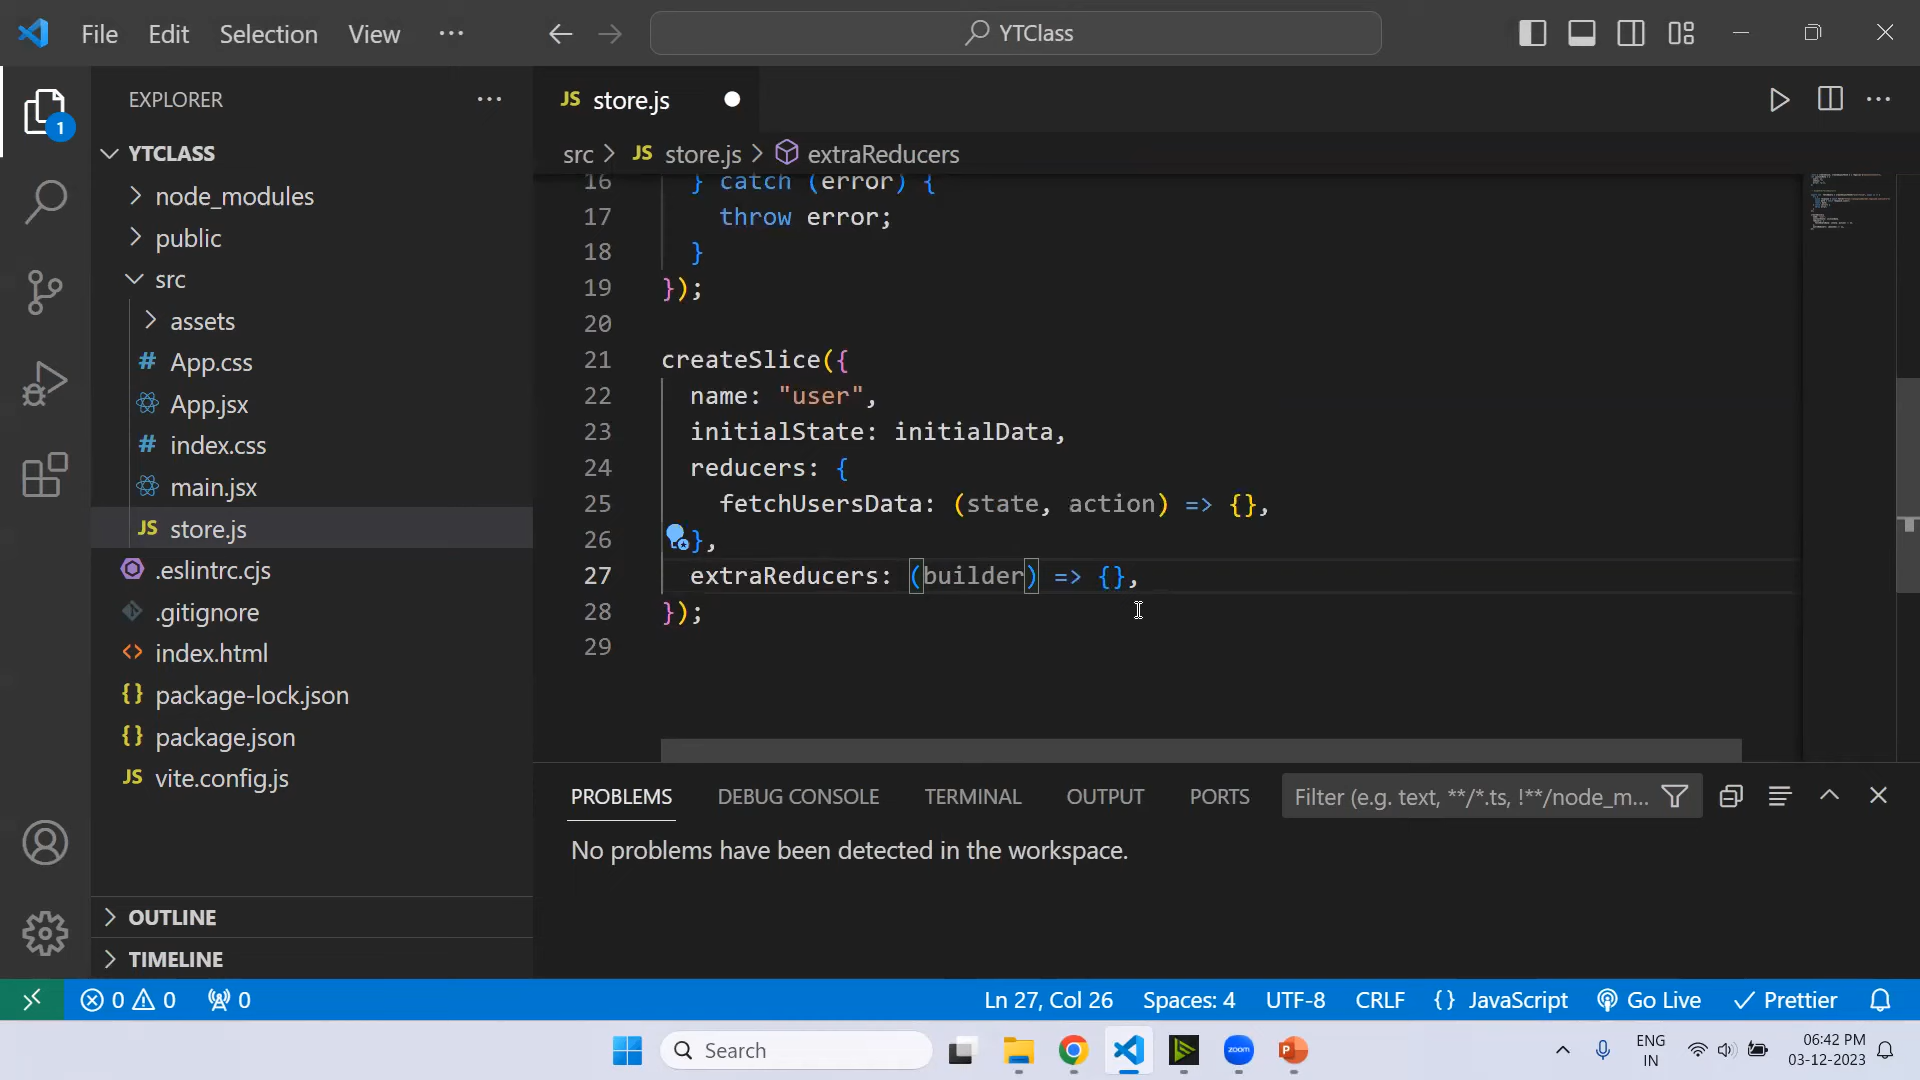 File Edit Selection View ··· YTClass
EXPLORER ···
YTCLASS
node_modules
public
src
assets
# App.css
App.jsx
# index.css
main.jsx
JS store.js
.eslintrc.cjs
.gitignore
<> index.html
{} package-lock.json
{} package.json
JS vite.config.js
OUTLINE
TIMELINE
1
JS store.js
src > JS store.js > extraReducers
16 } catch (error) {
17 throw error;
18 }
19 });
20
21 createSlice({
22 name: "user",
23 initialState: initialData,
24 reducers: {
25 fetchUsersData: (state, action) => {},
26 },
27 extraReducers: (builder) => {},
28 });
29
PROBLEMS DEBUG CONSOLE TERMINAL OUTPUT PORTS Filter (e.g. text, **/*.ts, !**/node_m...
No problems have been detected in the workspace.
0 0 0 Ln 27, Col 26 Spaces: 4 UTF-8 CRLF {} JavaScript Go Live Prettier
Search zoom P ENG IN 06:42 PM 03-12-2023